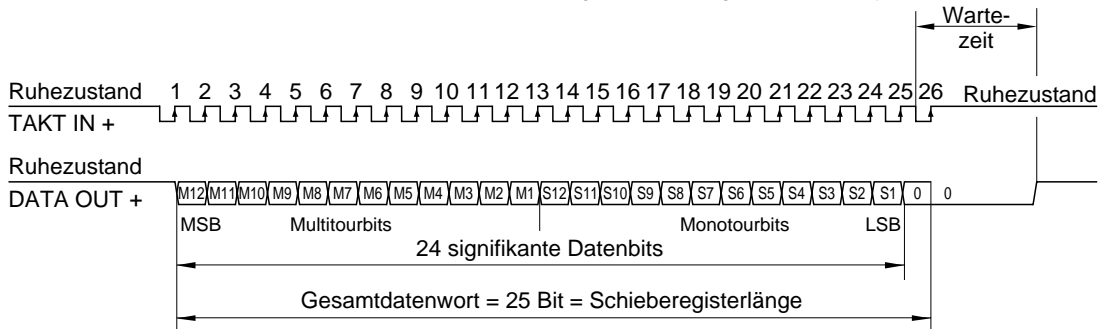 Warte-
zeit
Ruhezustand 1 2 3 4 5 6 7 8 9 10 11 12 13 14 15 16 17 18 19 20 21 22 23 24 25 26 Ruhezustand
TAKT IN +
Ruhezustand
DATA OUT + M12 M11 M10 M9 M8 M7 M6 M5 M4 M3 M2 M1 S12 S11 S10 S9 S8 S7 S6 S5 S4 S3 S2 S1 0 0
MSB Multitourbits Monotourbits LSB
24 signifikante Datenbits
Gesamtdatenwort = 25 Bit = Schieberegisterlänge